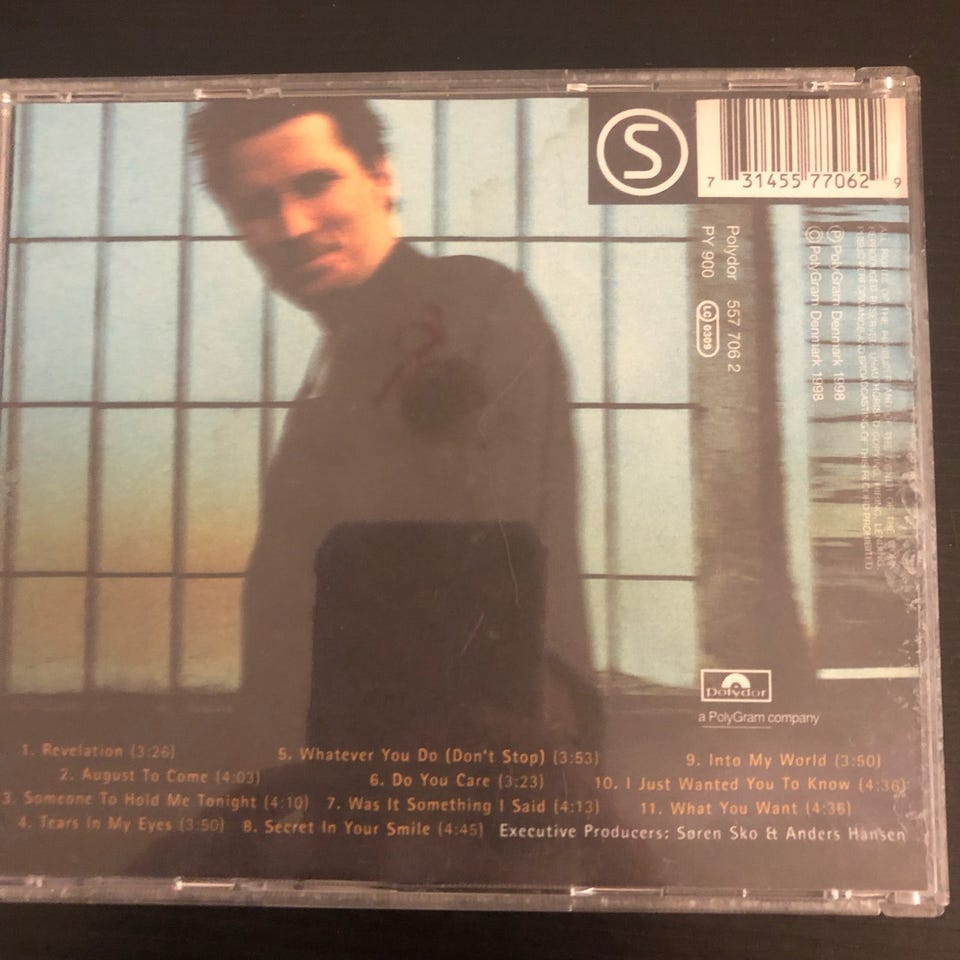 S
7 31455 77062 9
Polydor 557 706 2
PY 900 LC 0309
ALL RIGHTS OF THE
PROHIBITED
Ⓟ PolyGram Denmark 1998
© PolyGram Denmark 1998
Polydor
a PolyGram company
1. Revelation (3:26)
2. August To Come (4:03)
3. Someone To Hold Me Tonight (4:10)
4. Tears In My Eyes (3:50)
5. Whatever You Do (Don't Stop) (3:53)
6. Do You Care (3:23)
7. Was It Something I Said (4:13)
8. Secret In Your Smile (4:45)
9. Into My World (3:50)
10. I Just Wanted You To Know (4:36)
11. What You Want (4:36)
Executive Producers: Søren Sko & Anders Hansen